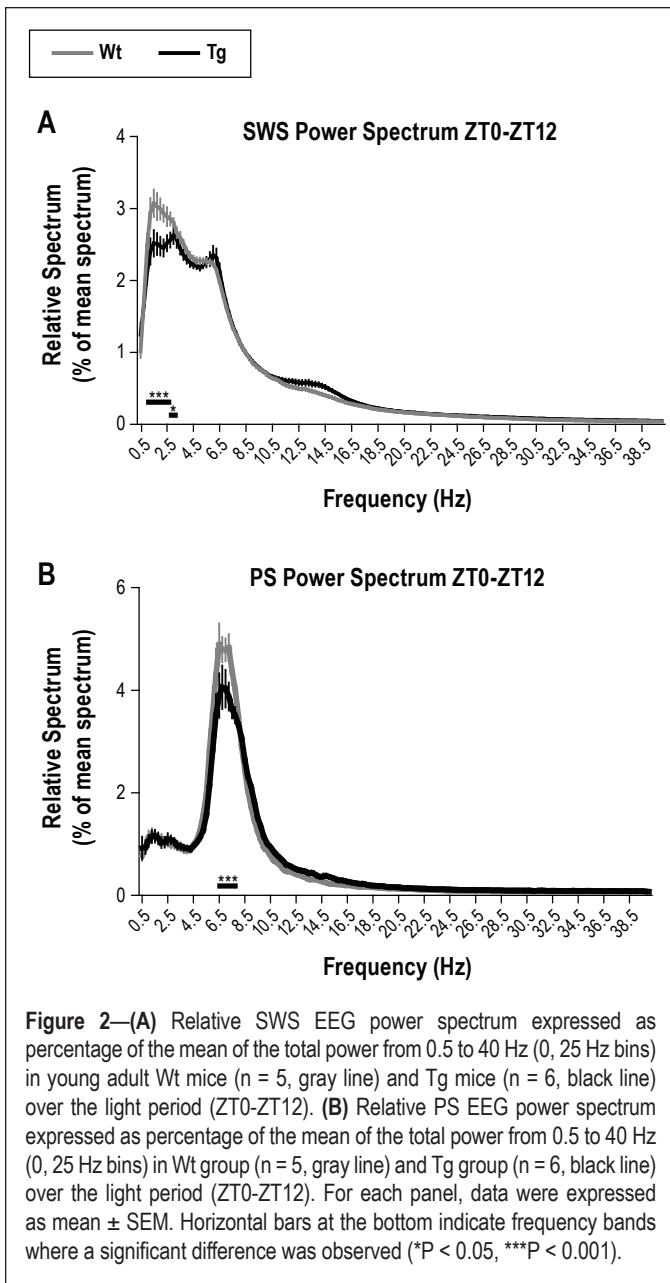 Wt Tg
A
SWS Power Spectrum ZT0-ZT12
Relative Spectrum
(% of mean spectrum)
4
3
2
1
0
***
*
0.5 2.5 4.5 6.5 8.5 10.5 12.5 14.5 16.5 18.5 20.5 22.5 24.5 26.5 28.5 30.5 32.5 34.5 36.5 38.5
Frequency (Hz)
B
PS Power Spectrum ZT0-ZT12
Relative Spectrum
(% of mean spectrum)
6
4
2
0
***
0.5 2.5 4.5 6.5 8.5 10.5 12.5 14.5 16.5 18.5 20.5 22.5 24.5 26.5 28.5 30.5 32.5 34.5 36.5 38.5
Frequency (Hz)
Figure 2—(A) Relative SWS EEG power spectrum expressed as
percentage of the mean of the total power from 0.5 to 40 Hz (0, 25 Hz bins)
in young adult Wt mice (n = 5, gray line) and Tg mice (n = 6, black line)
over the light period (ZT0-ZT12). (B) Relative PS EEG power spectrum
expressed as percentage of the mean of the total power from 0.5 to 40 Hz
(0, 25 Hz bins) in Wt group (n = 5, gray line) and Tg group (n = 6, black line)
over the light period (ZT0-ZT12). For each panel, data were expressed
as mean ± SEM. Horizontal bars at the bottom indicate frequency bands
where a significant difference was observed (*P < 0.05, ***P < 0.001).